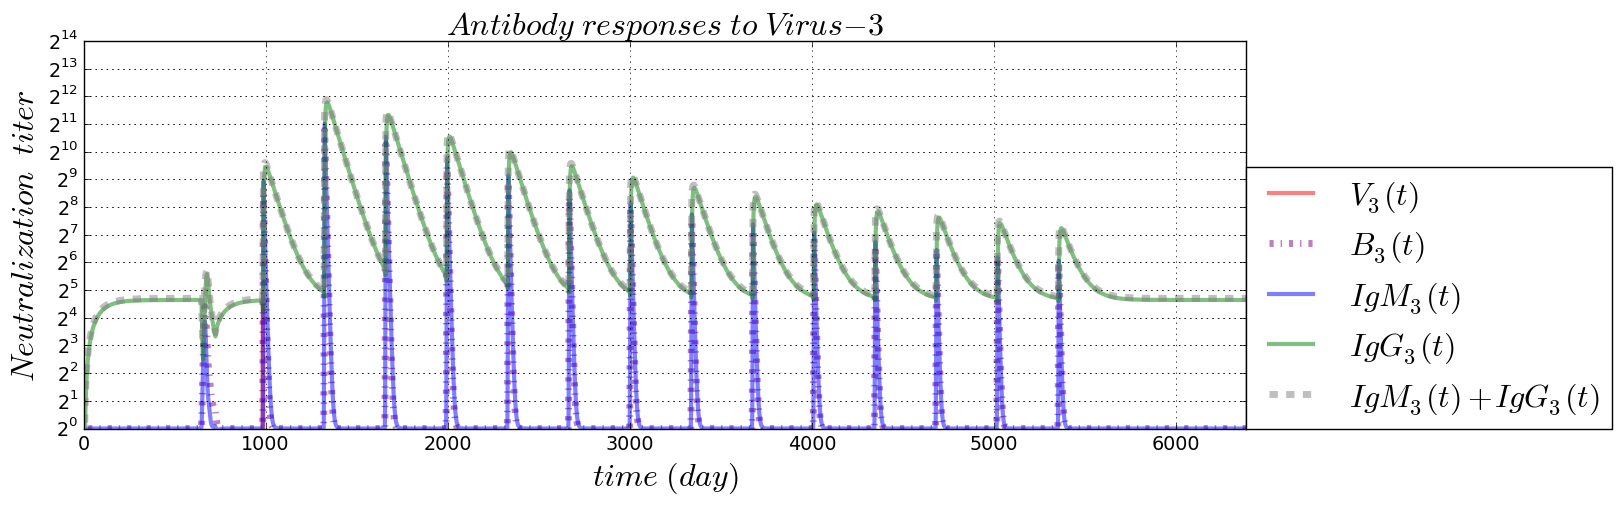 Antibody responses to Virus−3
Neutralization titer
2^14
2^13
2^12
2^11
2^10
2^9
2^8
2^7
2^6
2^5
2^4
2^3
2^2
2^1
2^0
0 1000 2000 3000 4000 5000 6000
time (day)
V_3(t)
B_3(t)
IgM_3(t)
IgG_3(t)
IgM_3(t)+IgG_3(t)